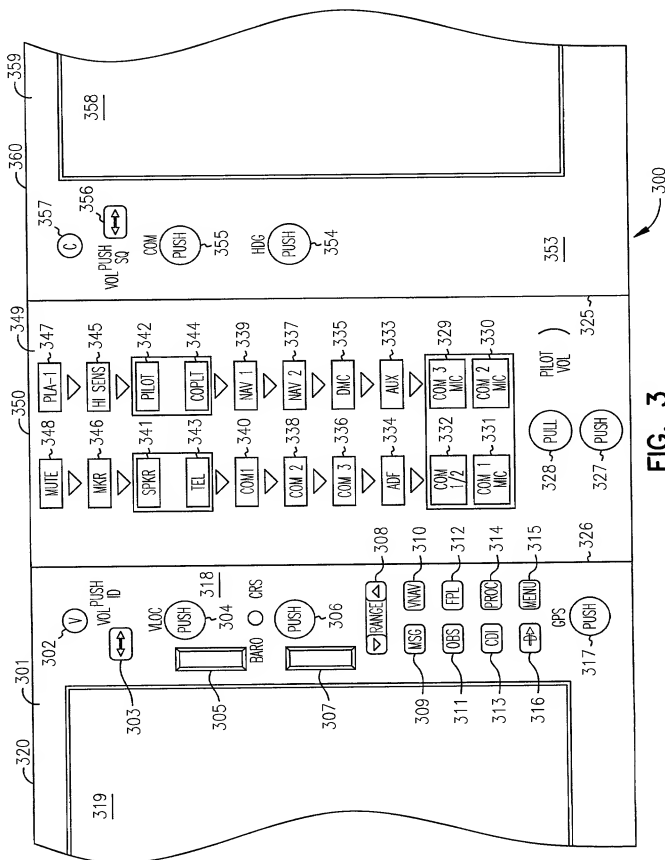 320
301
302
V
VOL PUSH ID
303
318
VLOC
PUSH
304
305
BARO
CRS
PUSH
306
307
RANGE
308
MSG
309
VNAV
310
OBS
311
FPL
312
CDI
313
PROC
314
D
316
MENU
315
GPS
PUSH
317
319
350
349
348
MUTE
PLA-1
347
346
MKR
HI SENS
345
341
SPKR
PILOT
342
343
TEL
COPLT
344
340
COM1
NAV 1
339
338
COM 2
NAV 2
337
336
COM 3
DMC
335
334
ADF
AUX
333
332
COM 1/2
COM 3 MIC
329
331
COM 1 MIC
COM 2 MIC
330
328
PULL
PILOT VOL
327
PUSH
326
325
360
359
357
C
VOL PUSH SQ
356
COM
PUSH
355
HDG
PUSH
354
353
358
300
FIG. 3